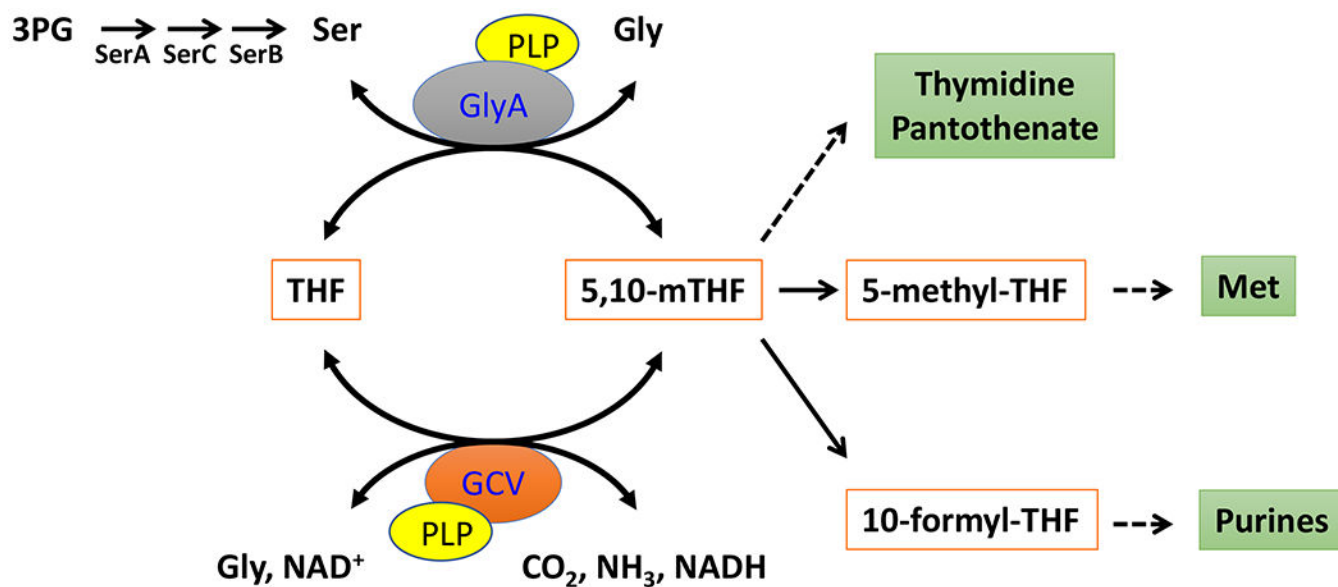 3PG SerA SerC SerB Ser PLP Gly
GlyA
Thymidine
Pantothenate
THF 5,10-mTHF 5-methyl-THF Met
GCV
PLP
10-formyl-THF Purines
Gly, NAD⁺ CO₂, NH₃, NADH